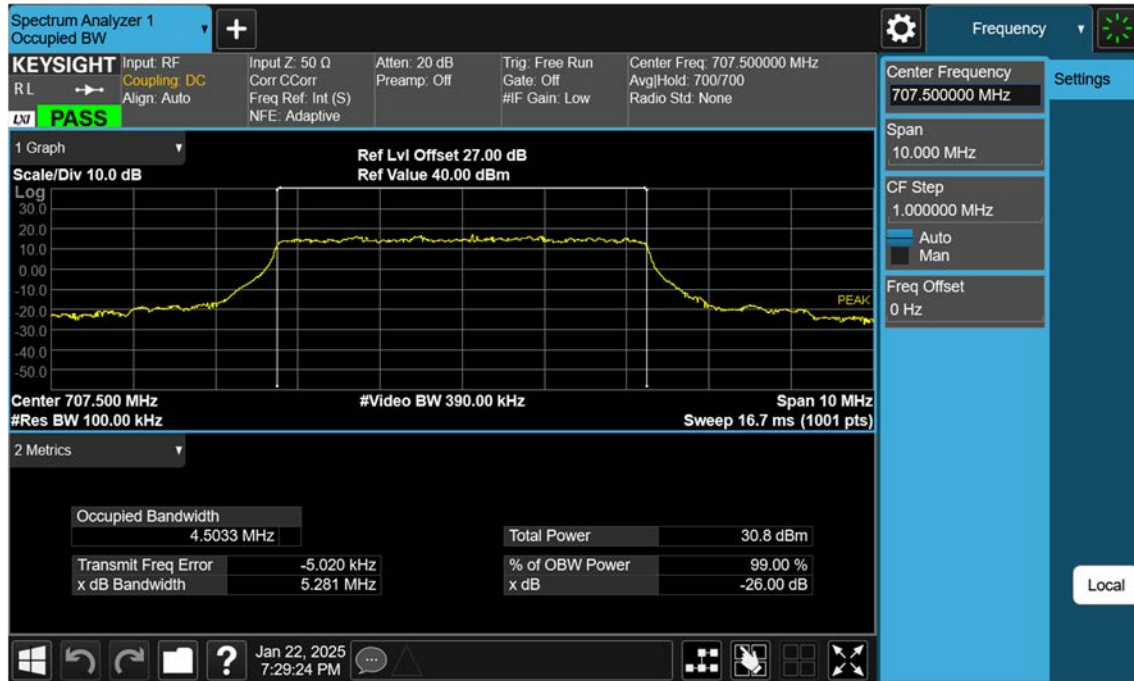 Spectrum Analyzer 1
Occupied BW
+
Frequency
KEYSIGHT
RL
LXI PASS
Input: RF
Coupling: DC
Align: Auto
Input Z: 50 Ω
Corr CCorr
Freq Ref: Int (S)
NFE: Adaptive
Atten: 20 dB
Preamp: Off
Trig: Free Run
Gate: Off
#IF Gain: Low
Center Freq: 707.500000 MHz
Avg|Hold: 700/700
Radio Std: None
Center Frequency
707.500000 MHz
Settings
Span
10.000 MHz
CF Step
1.000000 MHz
Auto
Man
Freq Offset
0 Hz
Local
1 Graph
Scale/Div 10.0 dB
Ref Lvl Offset 27.00 dB
Ref Value 40.00 dBm
Log
30.0
20.0
10.0
0.00
-10.0
-20.0
-30.0
-40.0
-50.0
PEAK
Center 707.500 MHz
#Video BW 390.00 kHz
Span 10 MHz
#Res BW 100.00 kHz
Sweep 16.7 ms (1001 pts)
2 Metrics
Occupied Bandwidth
4.5033 MHz
Total Power 30.8 dBm
Transmit Freq Error -5.020 kHz
% of OBW Power 99.00 %
x dB Bandwidth 5.281 MHz
x dB -26.00 dB
?
Jan 22, 2025
7:29:24 PM